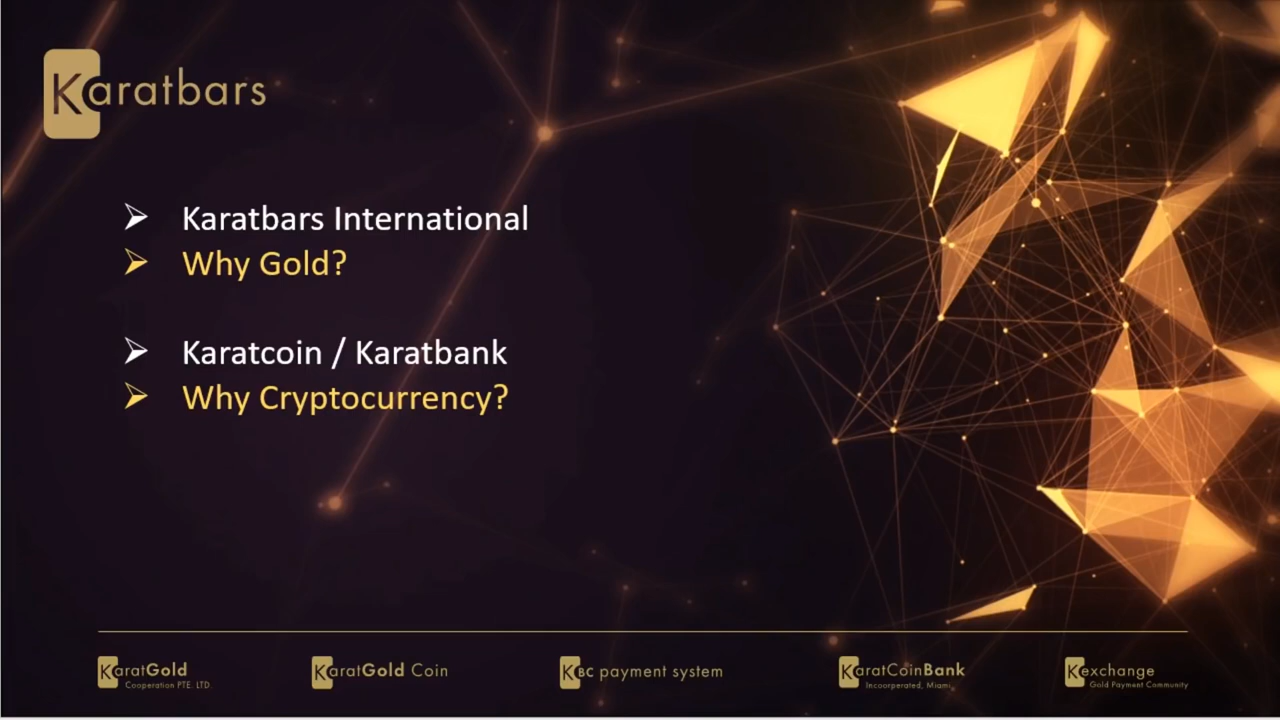 Karatbars
Karatbars International
Why Gold?
Karatcoin / Karatbank
Why Cryptocurrency?
KaratGold
Cooperation PTE. LTD.
KaratGold Coin
KBC payment system
KaratCoinBank
Incoorperated, Miami
Kexchange
Gold Payment Community